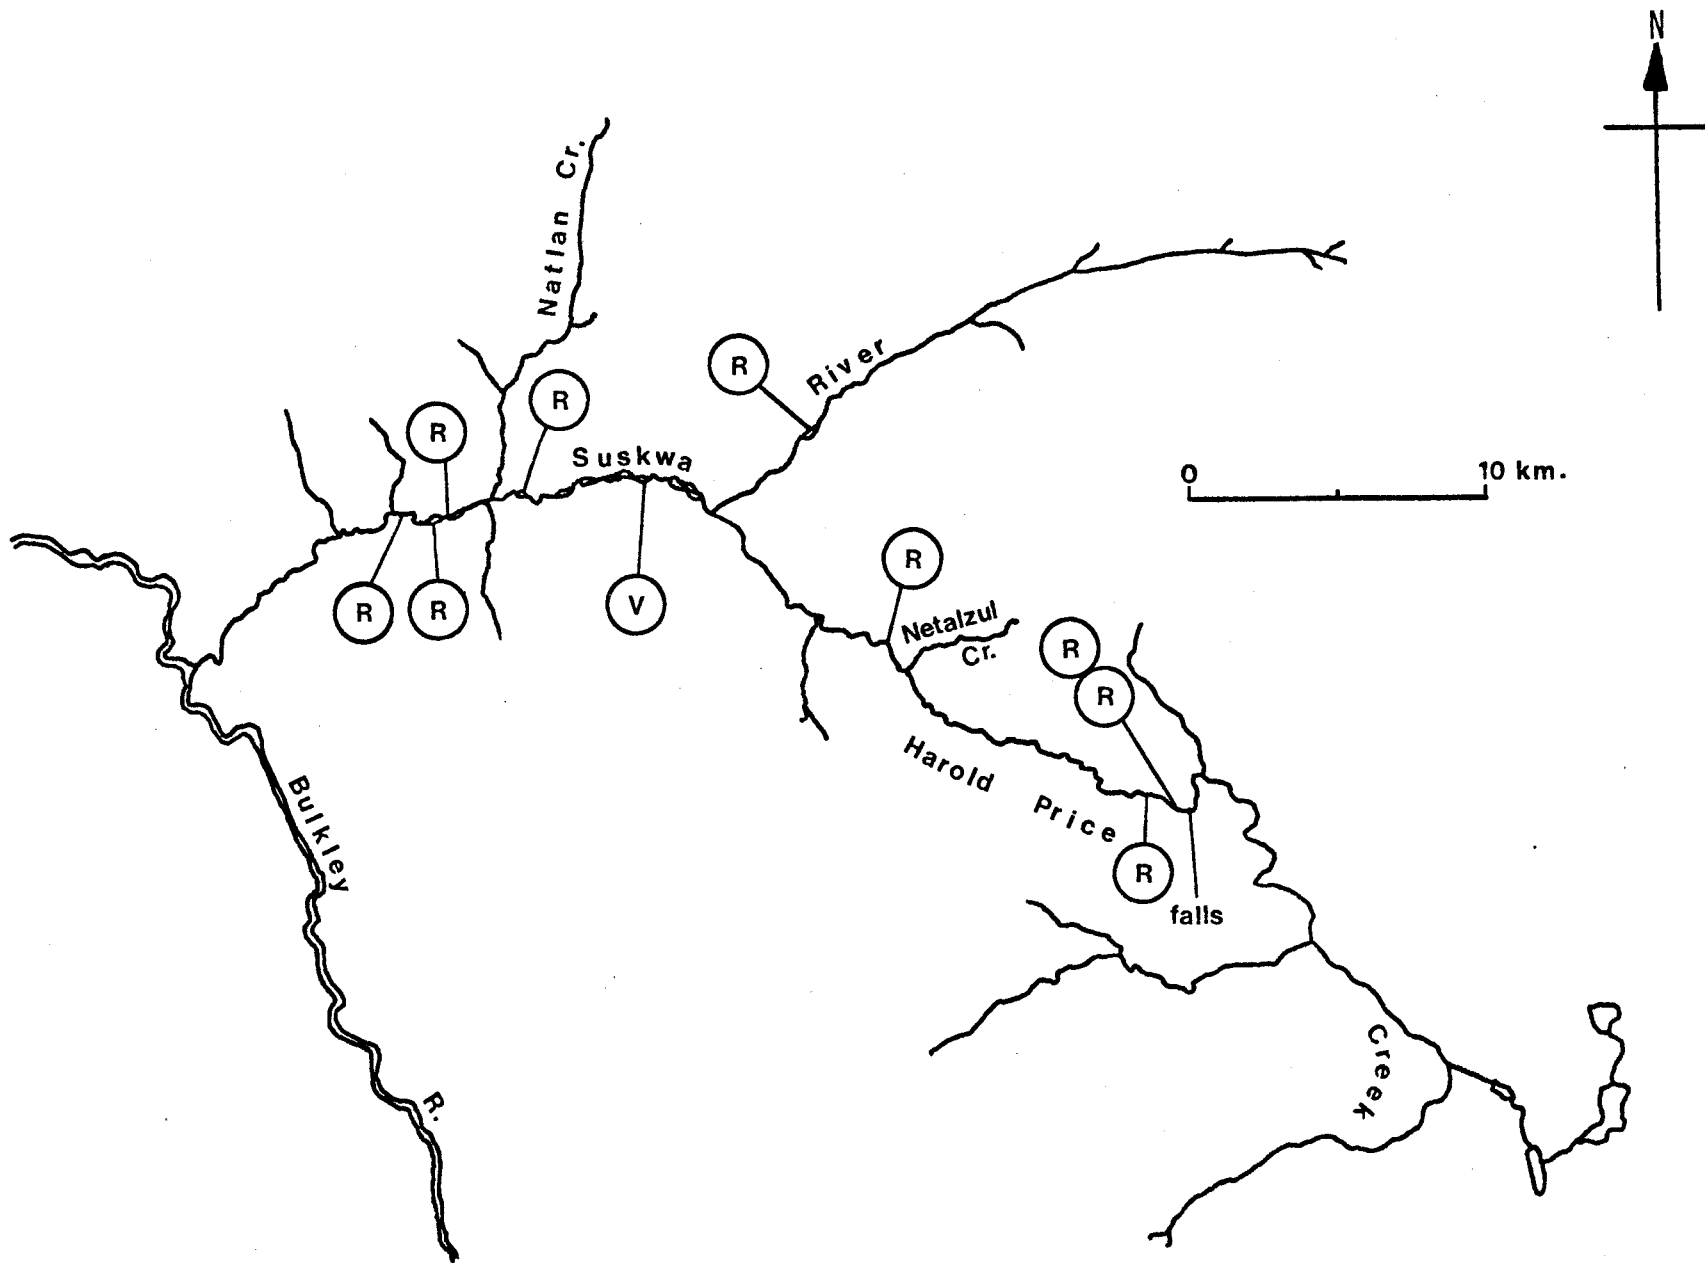 N
Natlan Cr.
River
R
R
R
Suskwa
0 10 km.
R
R
R
V
Netalzul
Cr.
R
R
Bulkley
Harold Price
R
falls
Creek
R.